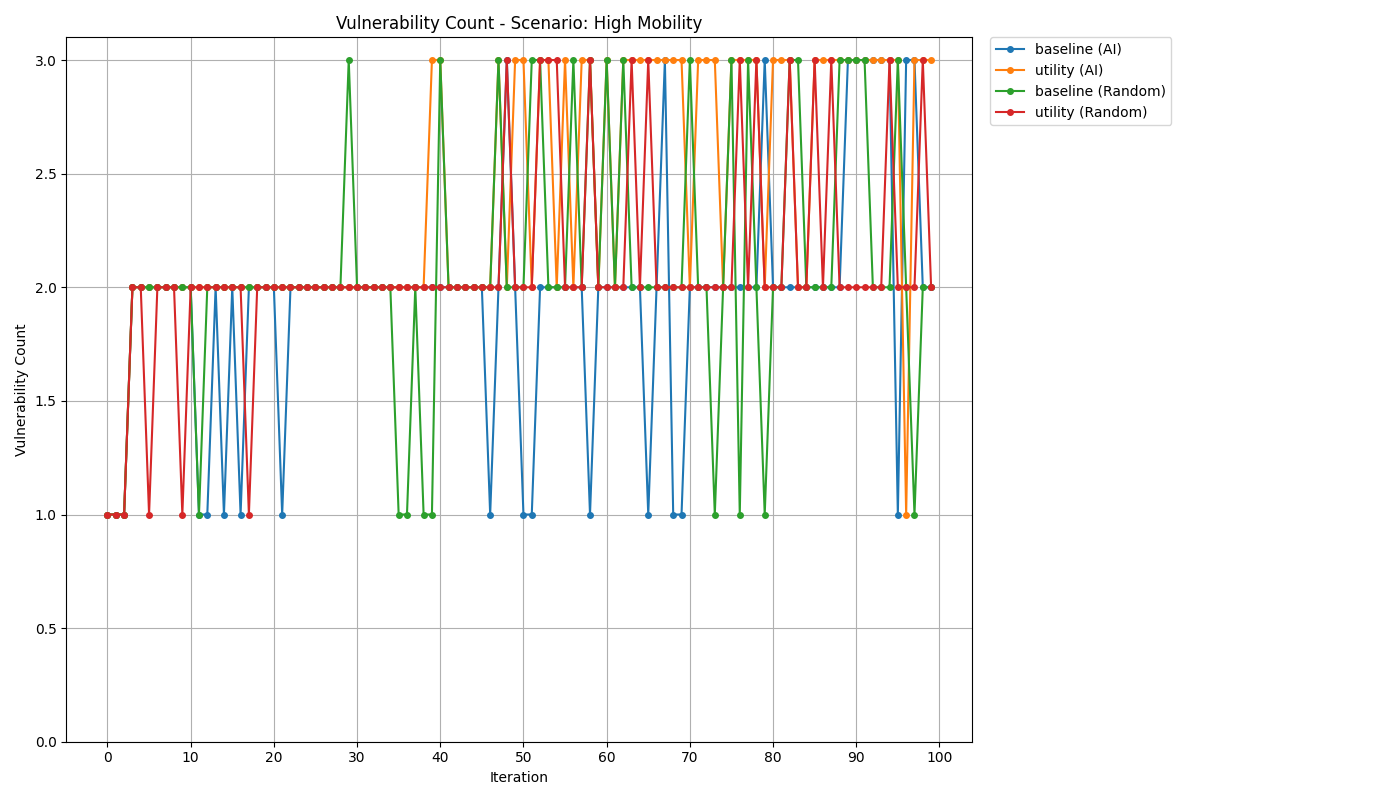 Vulnerability Count - Scenario: High Mobility
3.0
2.5
2.0
1.5
1.0
0.5
0.0
Vulnerability Count
0 10 20 30 40 50 60 70 80 90 100
Iteration
baseline (AI)
utility (AI)
baseline (Random)
utility (Random)